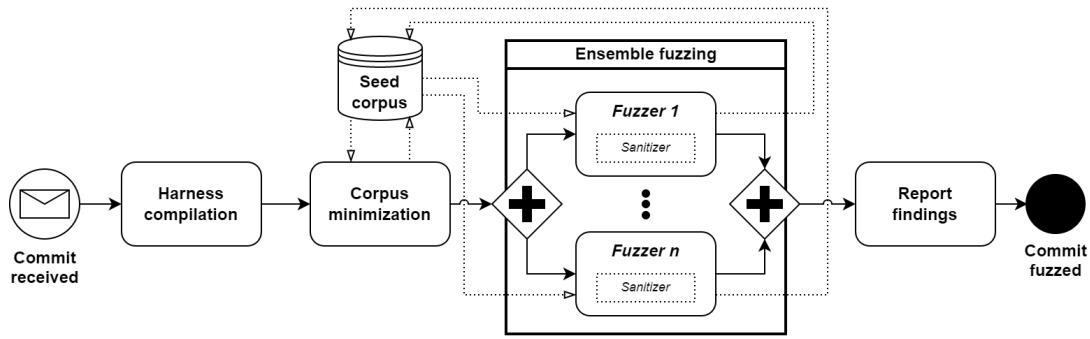 Ensemble fuzzing
Seed
corpus
Fuzzer 1
Sanitizer
Harness
compilation
Corpus
minimization
Report
findings
Commit
received
Fuzzer n
Sanitizer
Commit
fuzzed